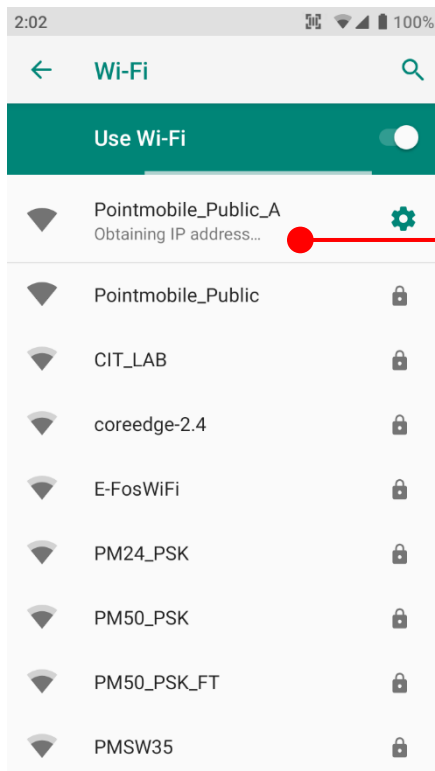 2:02
100%
Wi-Fi
Use Wi-Fi
Pointmobile_Public_A
Obtaining IP address...
Pointmobile_Public
CIT_LAB
coreedge-2.4
E-FosWiFi
PM24_PSK
PM50_PSK
PM50_PSK_FT
PMSW35